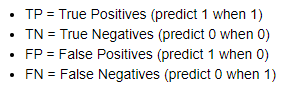 • TP = True Positives (predict 1 when 1)
• TN = True Negatives (predict 0 when 0)
• FP = False Positives (predict 1 when 0)
• FN = False Negatives (predict 0 when 1)